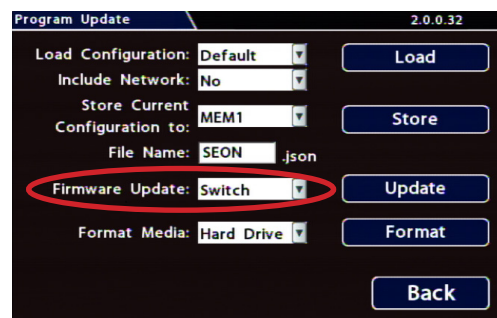 Program Update 2.0.0.32
Load Configuration: Default Load
Include Network: No
Store Current
Configuration to: MEM1 Store
File Name: SEON .json
Firmware Update: Switch Update
Format Media: Hard Drive Format
Back